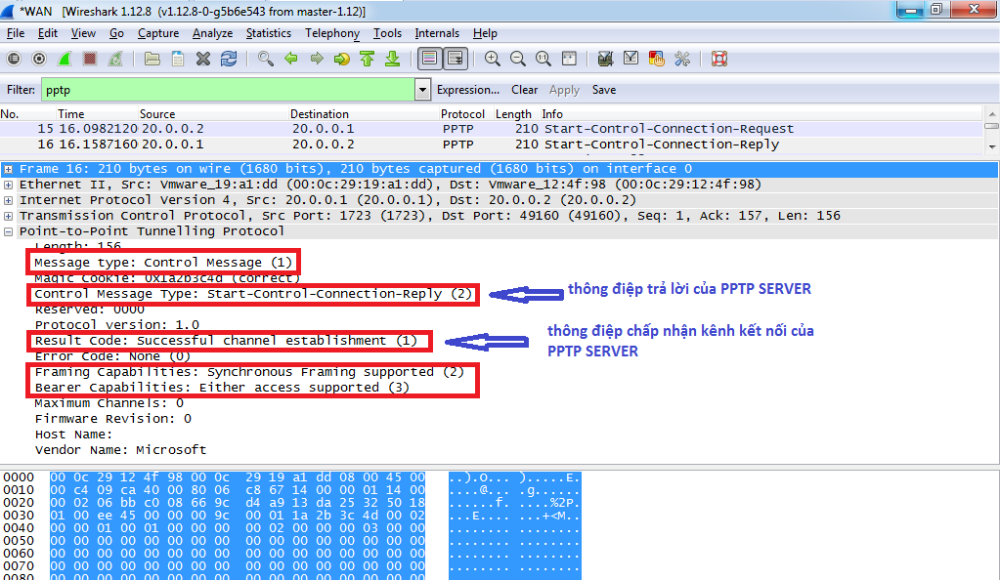 *WAN [Wireshark 1.12.8 (v1.12.8-0-g5b6e543 from master-1.12)]
File Edit View Go Capture Analyze Statistics Telephony Tools Internals Help
Filter: pptp Expression... Clear Apply Save
No. Time Source Destination Protocol Length Info
15 16.0982120 20.0.0.2 20.0.0.1 PPTP 210 Start-Control-Connection-Request
16 16.1587160 20.0.0.1 20.0.0.2 PPTP 210 Start-Control-Connection-Reply
Frame 16: 210 bytes on wire (1680 bits), 210 bytes captured (1680 bits) on interface 0
Ethernet II, Src: Vmware_19:a1:dd (00:0c:29:19:a1:dd), Dst: Vmware_12:4f:98 (00:0c:29:12:4f:98)
Internet Protocol Version 4, Src: 20.0.0.1 (20.0.0.1), Dst: 20.0.0.2 (20.0.0.2)
Transmission Control Protocol, Src Port: 1723 (1723), Dst Port: 49160 (49160), Seq: 1, Ack: 157, Len: 156
Point-to-Point Tunnelling Protocol
Length: 156
Message type: Control Message (1)
Magic Cookie: 0x1a2b3c4d (correct)
Control Message Type: Start-Control-Connection-Reply (2)
thông điệp trả lời của PPTP SERVER
Reserved: 0000
Protocol version: 1.0
Result Code: Successful channel establishment (1)
thông điệp chấp nhận kênh kết nối của
PPTP SERVER
Error Code: None (0)
Framing Capabilities: Synchronous Framing supported (2)
Bearer Capabilities: Either access supported (3)
Maximum Channels: 0
Firmware Revision: 0
Host Name:
Vendor Name: Microsoft
0000 00 0c 29 12 4f 98 00 0c 29 19 a1 dd 08 00 45 00 ..).O... ).....E.
0010 00 c4 09 ca 40 00 80 06 c8 67 14 00 00 01 14 00 ....@... .g......
0020 00 02 06 bb c0 08 66 9c d4 a9 13 da 25 32 50 18 ......f. ....%2P.
0030 01 00 ee 45 00 00 00 9c 00 01 1a 2b 3c 4d 00 02 ...E.... ...+<M..
0040 00 00 01 00 01 00 00 00 00 00 02 00 00 00 03 00 00 ........ ........
0050 00 00 00 00 00 00 00 00 00 00 00 00 00 00 00 00 ........ ........
0060 00 00 00 00 00 00 00 00 00 00 00 00 00 00 00 00 ........ ........
0070 00 00 00 00 00 00 00 00 00 00 00 00 00 00 00 00 ........ ........
0080 00 00 00 00 00 00 00 00 00 00 00 00 00 00 00 00